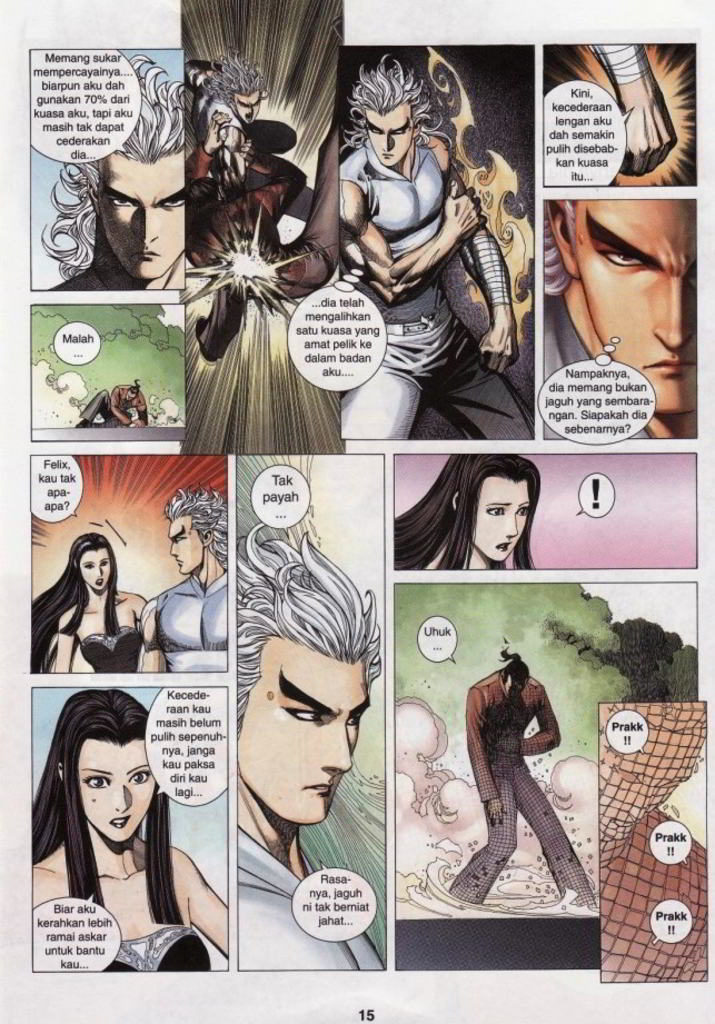 Memang sukar
mempercayainya....
biarpun aku dah
gunakan 70% dari
kuasa aku, tapi aku
masih tak dapat
cederakan
dia...
...dia telah
mengalihkan
satu kuasa yang
amat pelik ke
dalam badan
aku....
Kini,
kecederaan
lengan aku
dah semakin
pulih disebab-
kan kuasa
itu...
Malah
...
Nampaknya,
dia memang bukan
jaguh yang sembara-
ngan. Siapakah dia
sebenarnya?
Felix,
kau tak
apa-
apa?
Tak
payah
...
!
Uhuk
...
Kecede-
raan kau
masih belum
pulih sepenuh-
nya, janga
kau paksa
diri kau
lagi...
Biar aku
kerahkan lebih
ramai askar
untuk bantu
kau...
Rasa-
nya, jaguh
ni tak berniat
jahat...
Prakk
!!
Prakk
!!
Prakk
!!
15